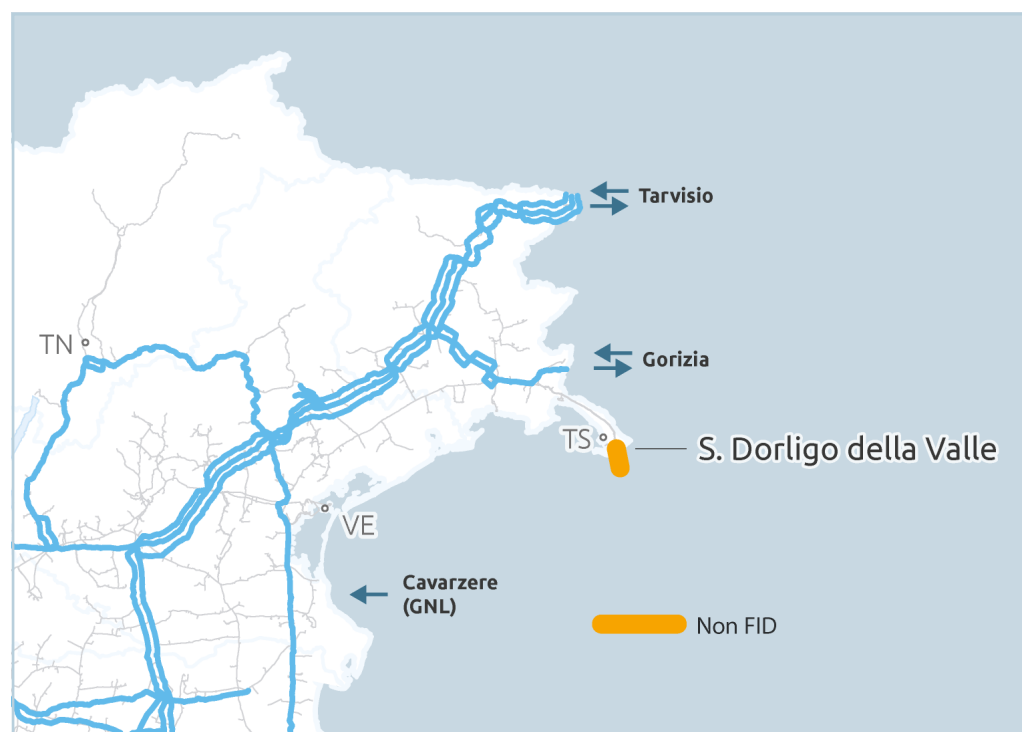 Tarvisio
TN
Gorizia
TS
S. Dorligo della Valle
VE
Cavarzere
(GNL)
Non FID